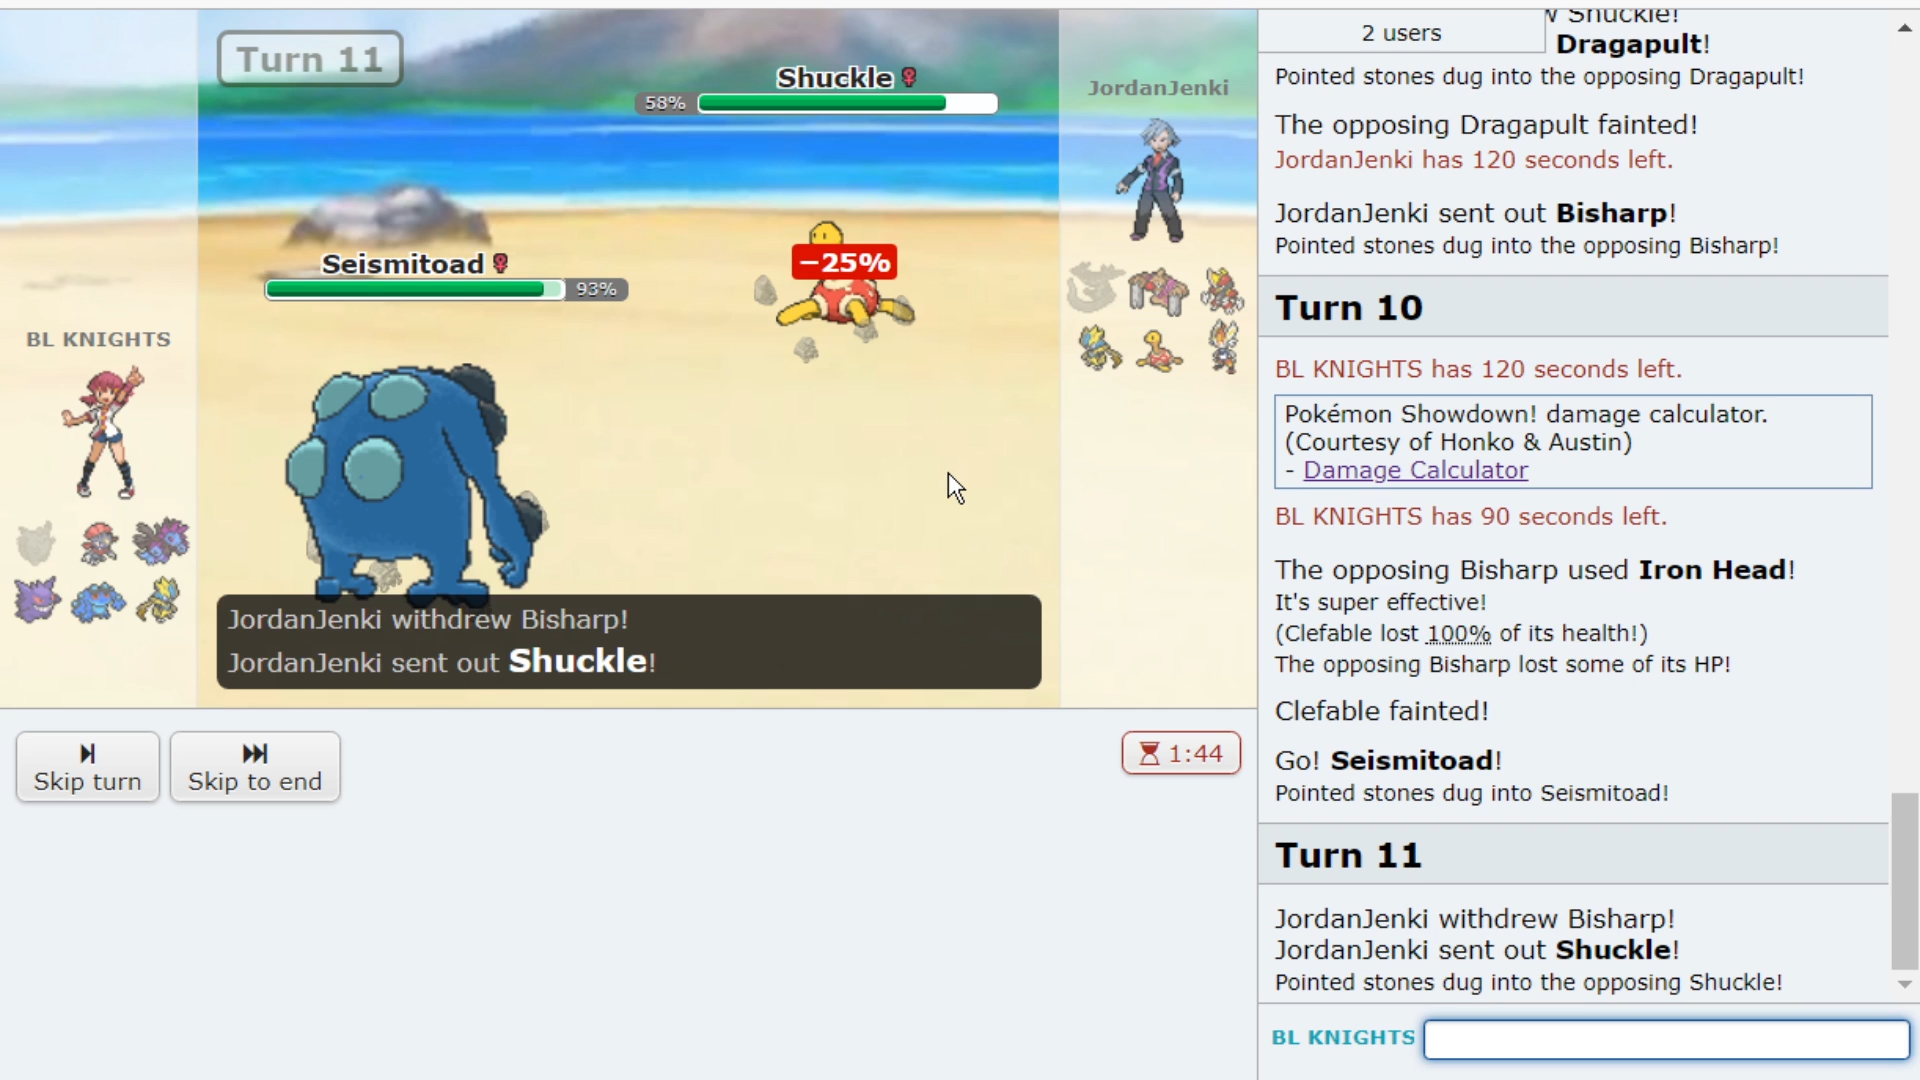 Turn 11
Shuckle
58%
−25%
Seismitoad
93%
BL KNIGHTS
JordanJenki
JordanJenki withdrew Bisharp!
JordanJenki sent out Shuckle!
Skip turn
Skip to end
1:44
2 users
Shuckle!
Dragapult!
Pointed stones dug into the opposing Dragapult!
The opposing Dragapult fainted!
JordanJenki has 120 seconds left.
JordanJenki sent out Bisharp!
Pointed stones dug into the opposing Bisharp!
Turn 10
BL KNIGHTS has 120 seconds left.
Pokémon Showdown! damage calculator.
(Courtesy of Honko & Austin)
- Damage Calculator
BL KNIGHTS has 90 seconds left.
The opposing Bisharp used Iron Head!
It's super effective!
(Clefable lost 100% of its health!)
The opposing Bisharp lost some of its HP!
Clefable fainted!
Go! Seismitoad!
Pointed stones dug into Seismitoad!
Turn 11
JordanJenki withdrew Bisharp!
JordanJenki sent out Shuckle!
Pointed stones dug into the opposing Shuckle!
BL KNIGHTS